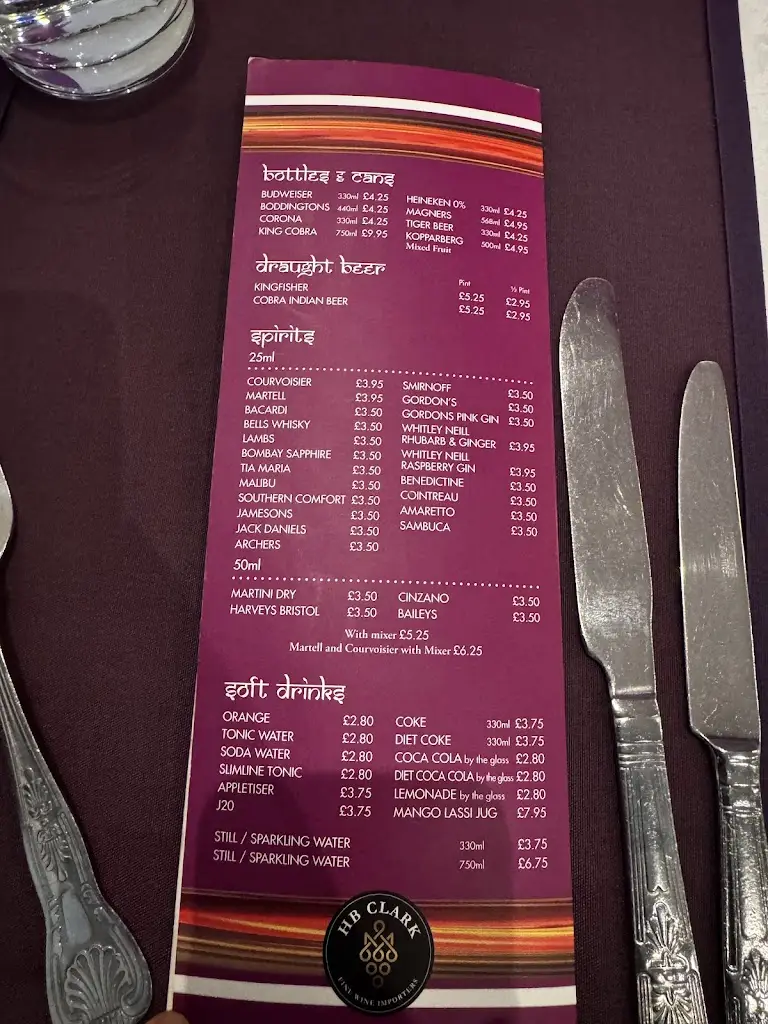 bottles & cans
BUDWEISER 330ml £4.25
BODDINGTONS 440ml £4.25
CORONA 330ml £4.25
KING COBRA 750ml £9.95
HEINEKEN 0% 330ml £4.25
MAGNERS 568ml £4.95
TIGER BEER 330ml £4.25
KOPPARBERG 500ml £4.95
Mixed Fruit
draught beer
Pint ½ Pint
KINGFISHER £5.25 £2.95
COBRA INDIAN BEER £5.25 £2.95
spirits
25ml
COURVOISIER £3.95
MARTELL £3.95
BACARDI £3.50
BELLS WHISKY £3.50
LAMBS £3.50
BOMBAY SAPPHIRE £3.50
TIA MARIA £3.50
MALIBU £3.50
SOUTHERN COMFORT £3.50
JAMESONS £3.50
JACK DANIELS £3.50
ARCHERS £3.50
SMIRNOFF £3.50
GORDON'S £3.50
GORDONS PINK GIN £3.50
WHITLEY NEILL
RHUBARB & GINGER £3.95
WHITLEY NEILL
RASPBERRY GIN £3.95
BENEDICTINE £3.50
COINTREAU £3.50
AMARETTO £3.50
SAMBUCA £3.50
50ml
MARTINI DRY £3.50
HARVEYS BRISTOL £3.50
CINZANO £3.50
BAILEYS £3.50
With mixer £5.25
Martell and Courvoisier with Mixer £6.25
soft drinks
ORANGE £2.80
TONIC WATER £2.80
SODA WATER £2.80
SLIMLINE TONIC £2.80
APPLETISER £3.75
J20 £3.75
COKE 330ml £3.75
DIET COKE 330ml £3.75
COCA COLA by the glass £2.80
DIET COCA COLA by the glass £2.80
LEMONADE by the glass £2.80
MANGO LASSI JUG £7.95
STILL / SPARKLING WATER 330ml £3.75
STILL / SPARKLING WATER 750ml £6.75
HB CLARK
FINE WINE IMPORTERS